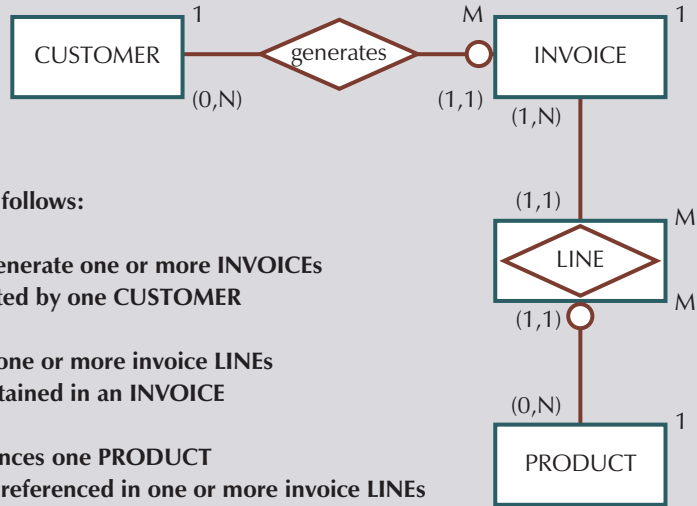 1 M 1
CUSTOMER generates INVOICE
(0,N) (1,1) (1,N)
follows:
(1,1) M
enerate one or more INVOICEs
ted by one CUSTOMER
LINE
M
(1,1)
one or more invoice LINEs
tained in an INVOICE
(0,N) 1
nces one PRODUCT
PRODUCT
referenced in one or more invoice LINEs